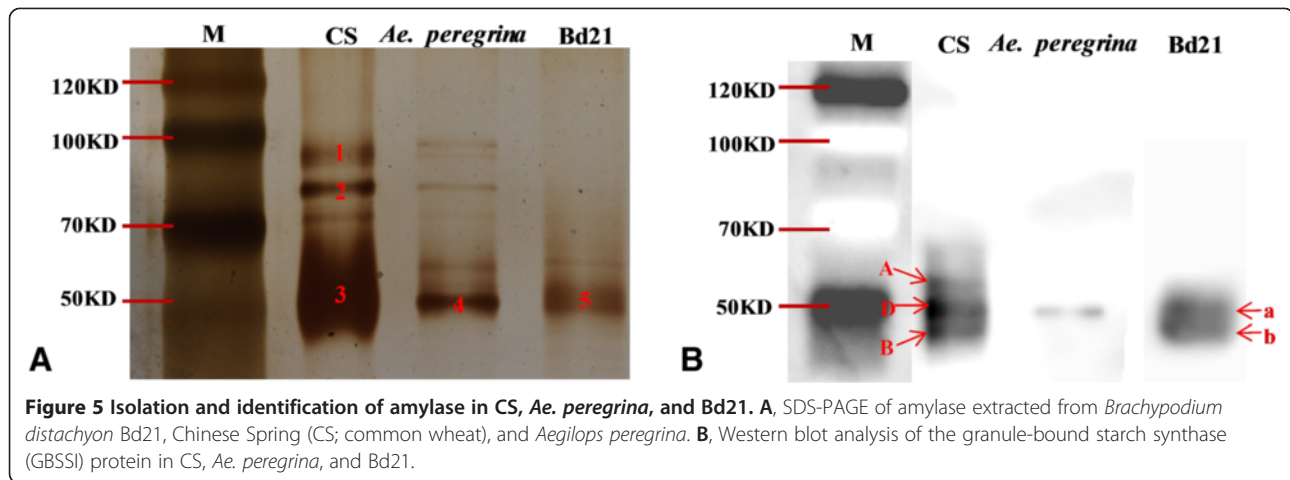 M CS Ae. peregrina Bd21
120KD
100KD
70KD
50KD
1
2
3
4
5
A
M CS Ae. peregrina Bd21
120KD
100KD
70KD
50KD
A
D
B
a
b
B
Figure 5 Isolation and identification of amylase in CS, Ae. peregrina, and Bd21. A, SDS-PAGE of amylase extracted from Brachypodium
distachyon Bd21, Chinese Spring (CS; common wheat), and Aegilops peregrina. B, Western blot analysis of the granule-bound starch synthase
(GBSSI) protein in CS, Ae. peregrina, and Bd21.